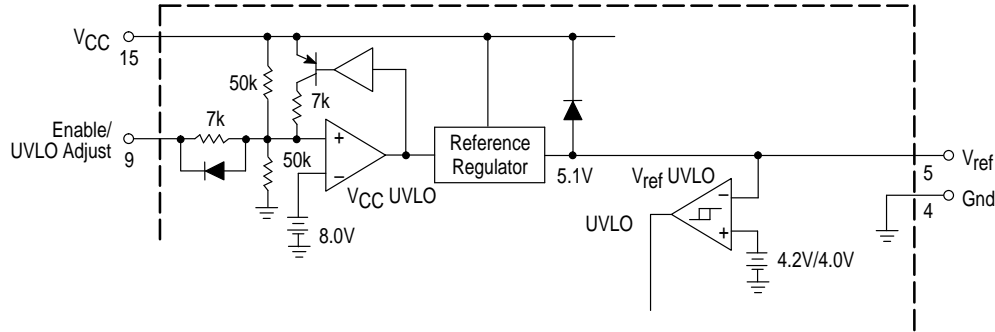 VCC
15
50k
7k
7k
Enable/
UVLO Adjust
9
50k
+
–
VCC UVLO
8.0V
Reference
Regulator
5.1V
Vref UVLO
–
+
UVLO
4.2V/4.0V
Vref
5
Gnd
4